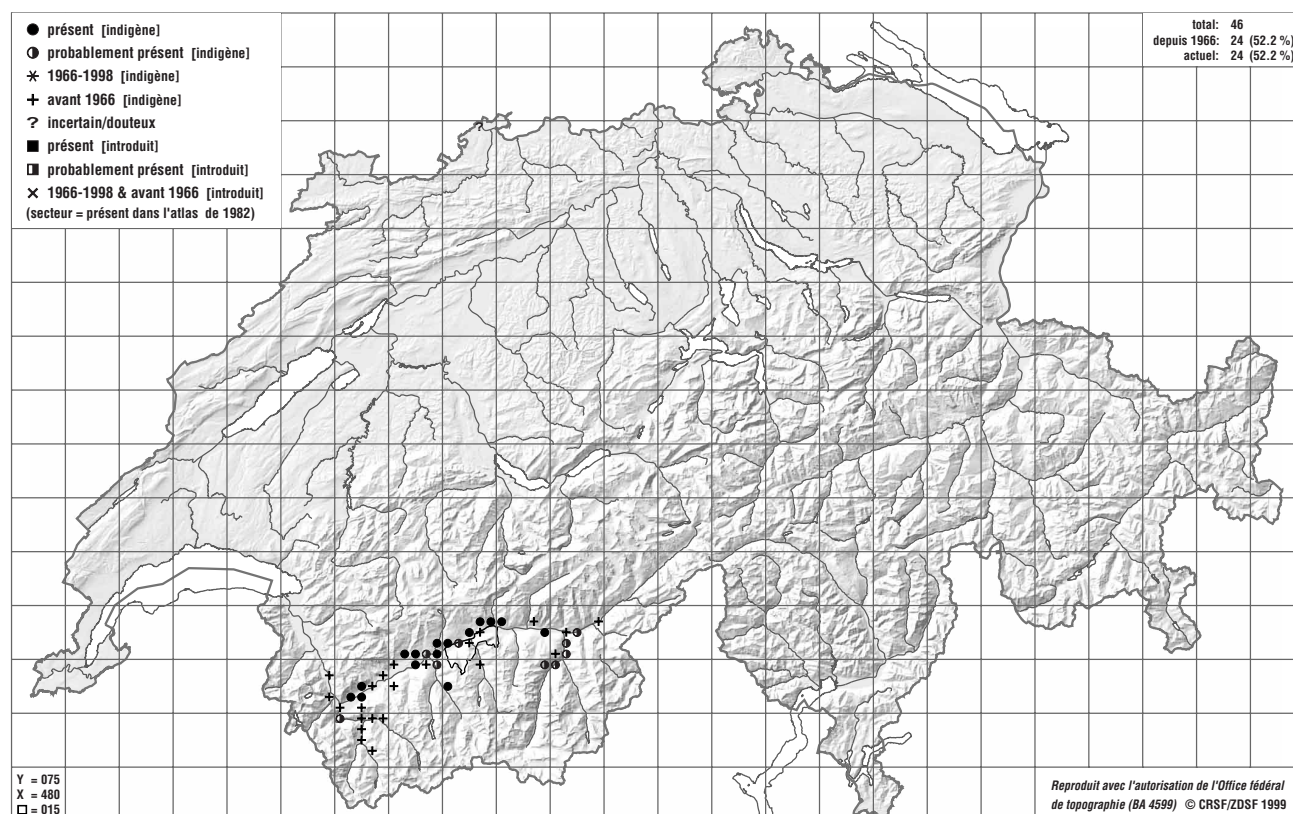 ● présent [indigène]
◑ probablement présent [indigène]
✳ 1966-1998 [indigène]
+ avant 1966 [indigène]
? incertain/douteux
■ présent [introduit]
◨ probablement présent [introduit]
× 1966-1998 & avant 1966 [introduit]
(secteur = présent dans l'atlas de 1982)
total: 46
depuis 1966: 24 (52.2 %)
actuel: 24 (52.2 %)
Y = 075
X = 480
□ = 015
Reproduit avec l'autorisation de l'Office fédéral
de topographie (BA 4599) © CRSF/ZDSF 1999